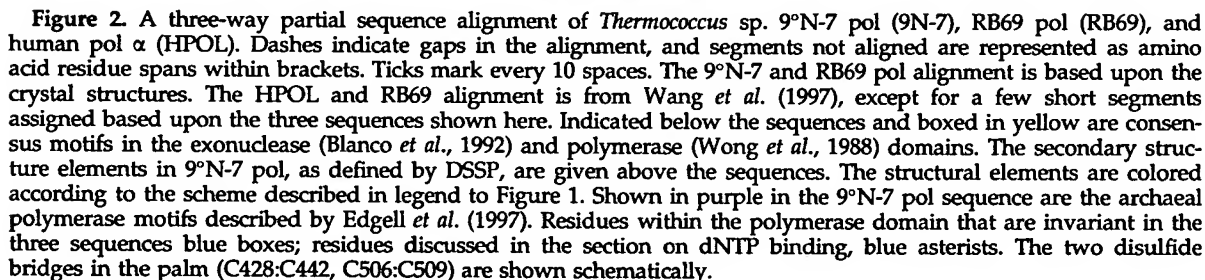 Figure 2. A three-way partial sequence alignment of Thermococcus sp. 9°N-7 pol (9N-7), RB69 pol (RB69), and
human pol α (HPOL). Dashes indicate gaps in the alignment, and segments not aligned are represented as amino
acid residue spans within brackets. Ticks mark every 10 spaces. The 9°N-7 and RB69 pol alignment is based upon the
crystal structures. The HPOL and RB69 alignment is from Wang et al. (1997), except for a few short segments
assigned based upon the three sequences shown here. Indicated below the sequences and boxed in yellow are consen-
sus motifs in the exonuclease (Blanco et al., 1992) and polymerase (Wong et al., 1988) domains. The secondary struc-
ture elements in 9°N-7 pol, as defined by DSSP, are given above the sequences. The structural elements are colored
according to the scheme described in legend to Figure 1. Shown in purple in the 9°N-7 pol sequence are the archaeal
polymerase motifs described by Edgell et al. (1997). Residues within the polymerase domain that are invariant in the
three sequences blue boxes; residues discussed in the section on dNTP binding, blue asterists. The two disulfide
bridges in the palm (C428:C442, C506:C509) are shown schematically.